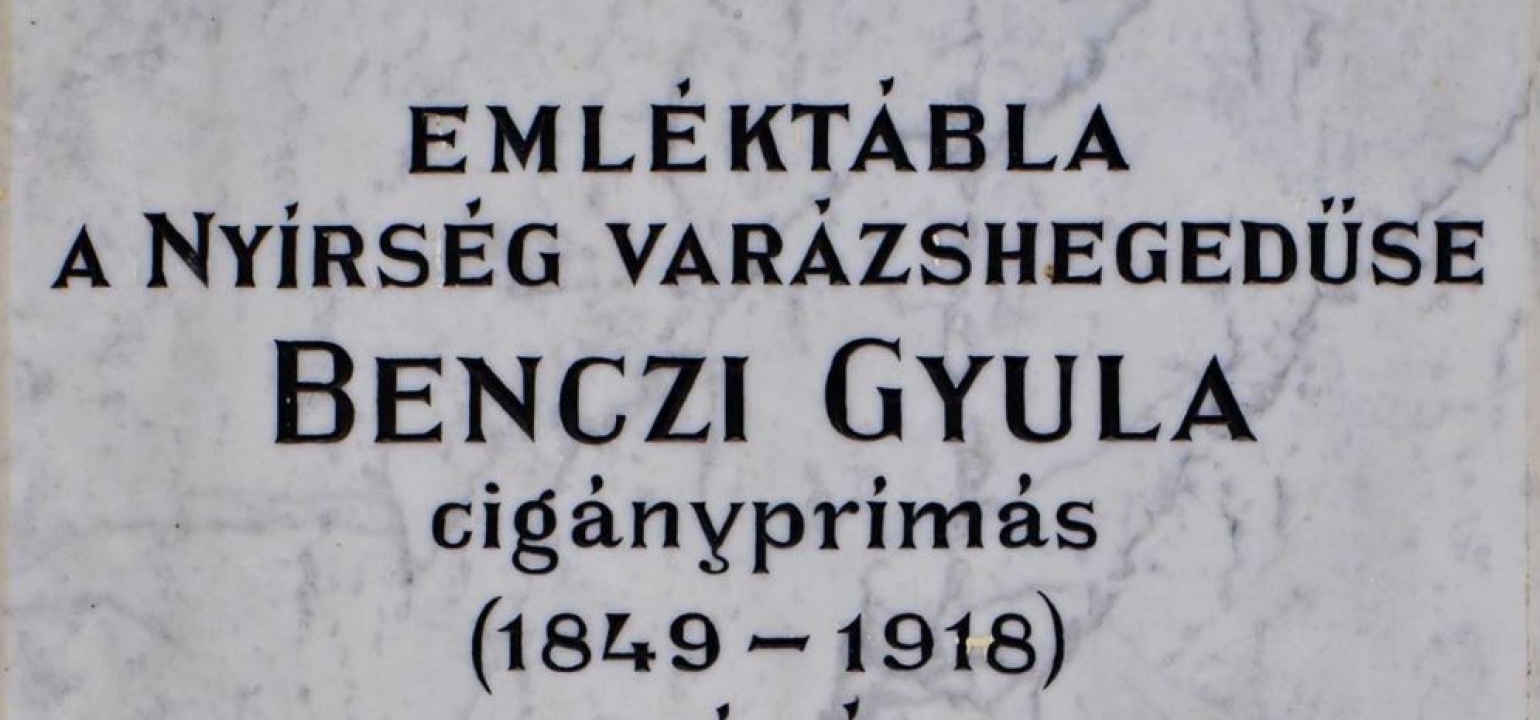 EMLÉKTÁBLA
A NYÍRSÉG VARÁZSHEGEDŰSE
BENCZI GYULA
cigányprímás
(1849 – 1918)